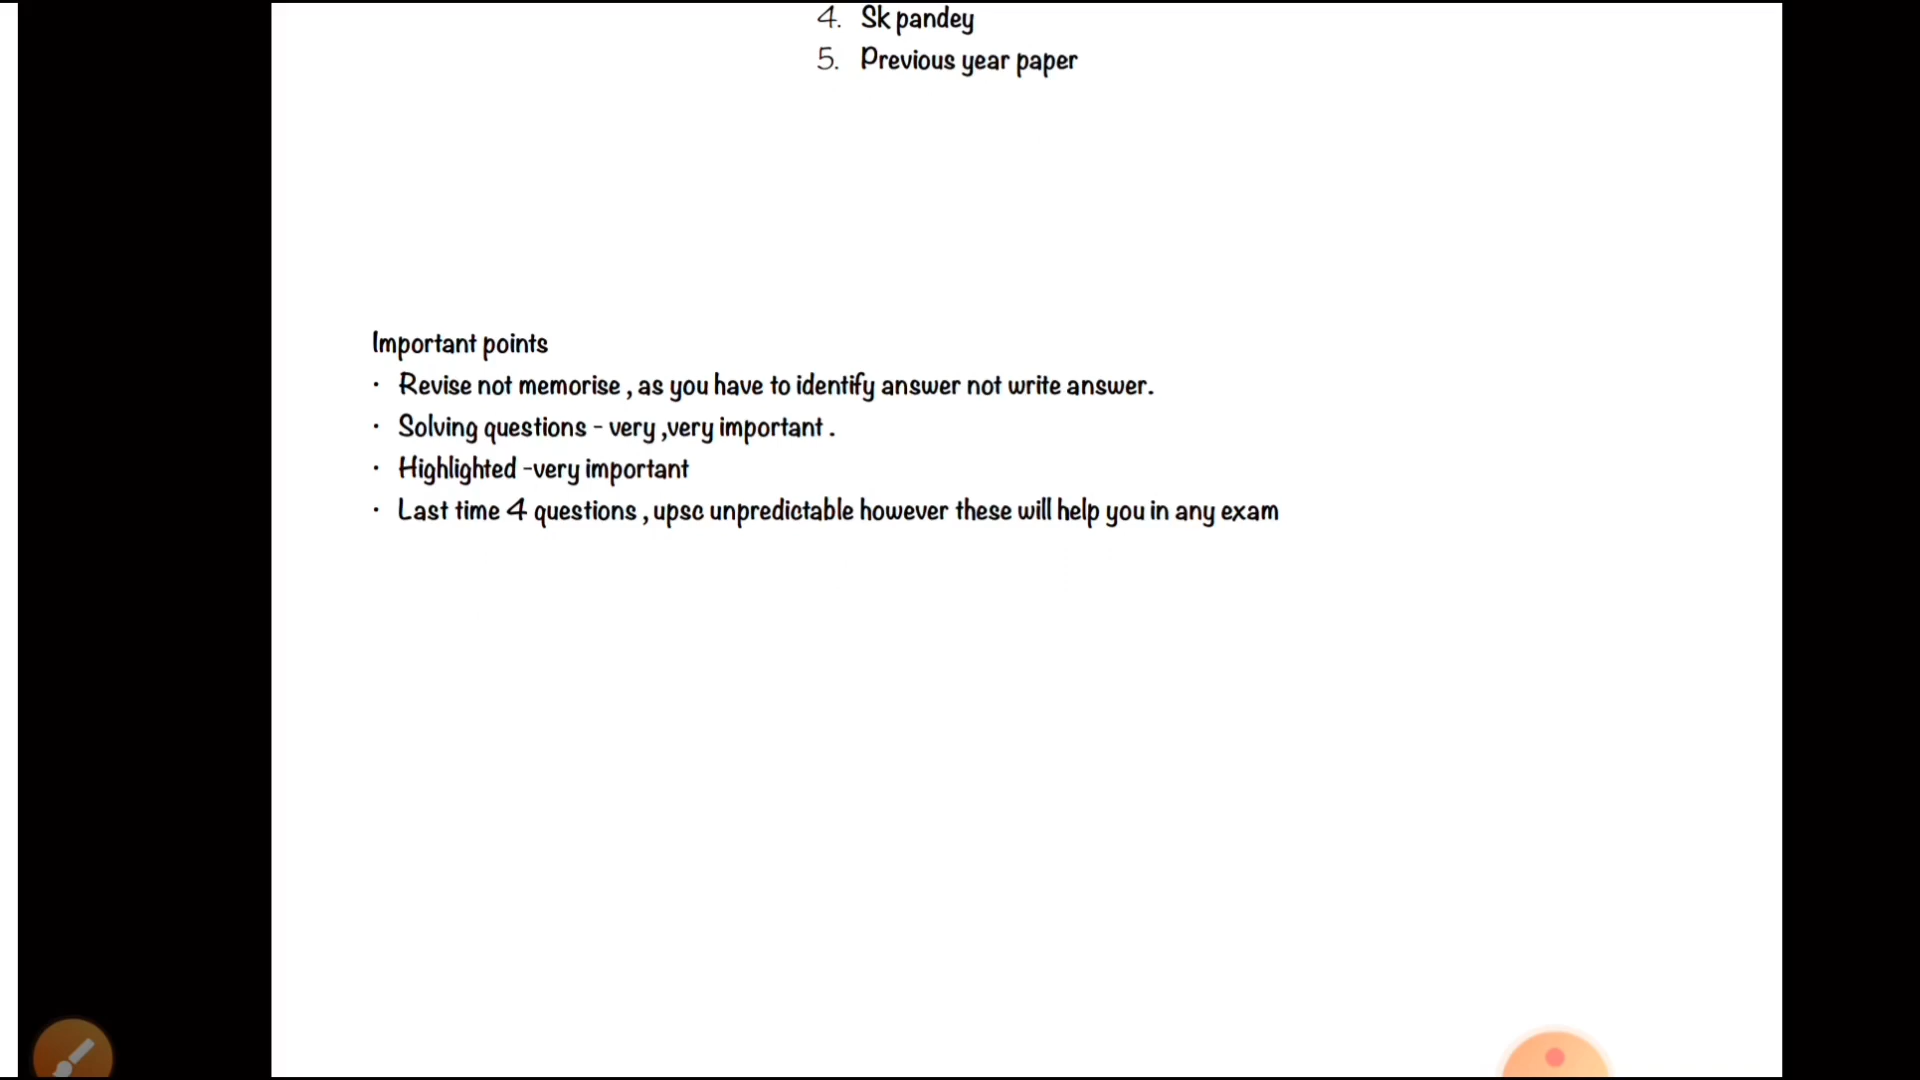 4. Sk pandey
5. Previous year paper
Important points
· Revise not memorise , as you have to identify answer not write answer.
· Solving questions - very ,very important .
· Highlighted -very important
· Last time 4 questions , upsc unpredictable however these will help you in any exam